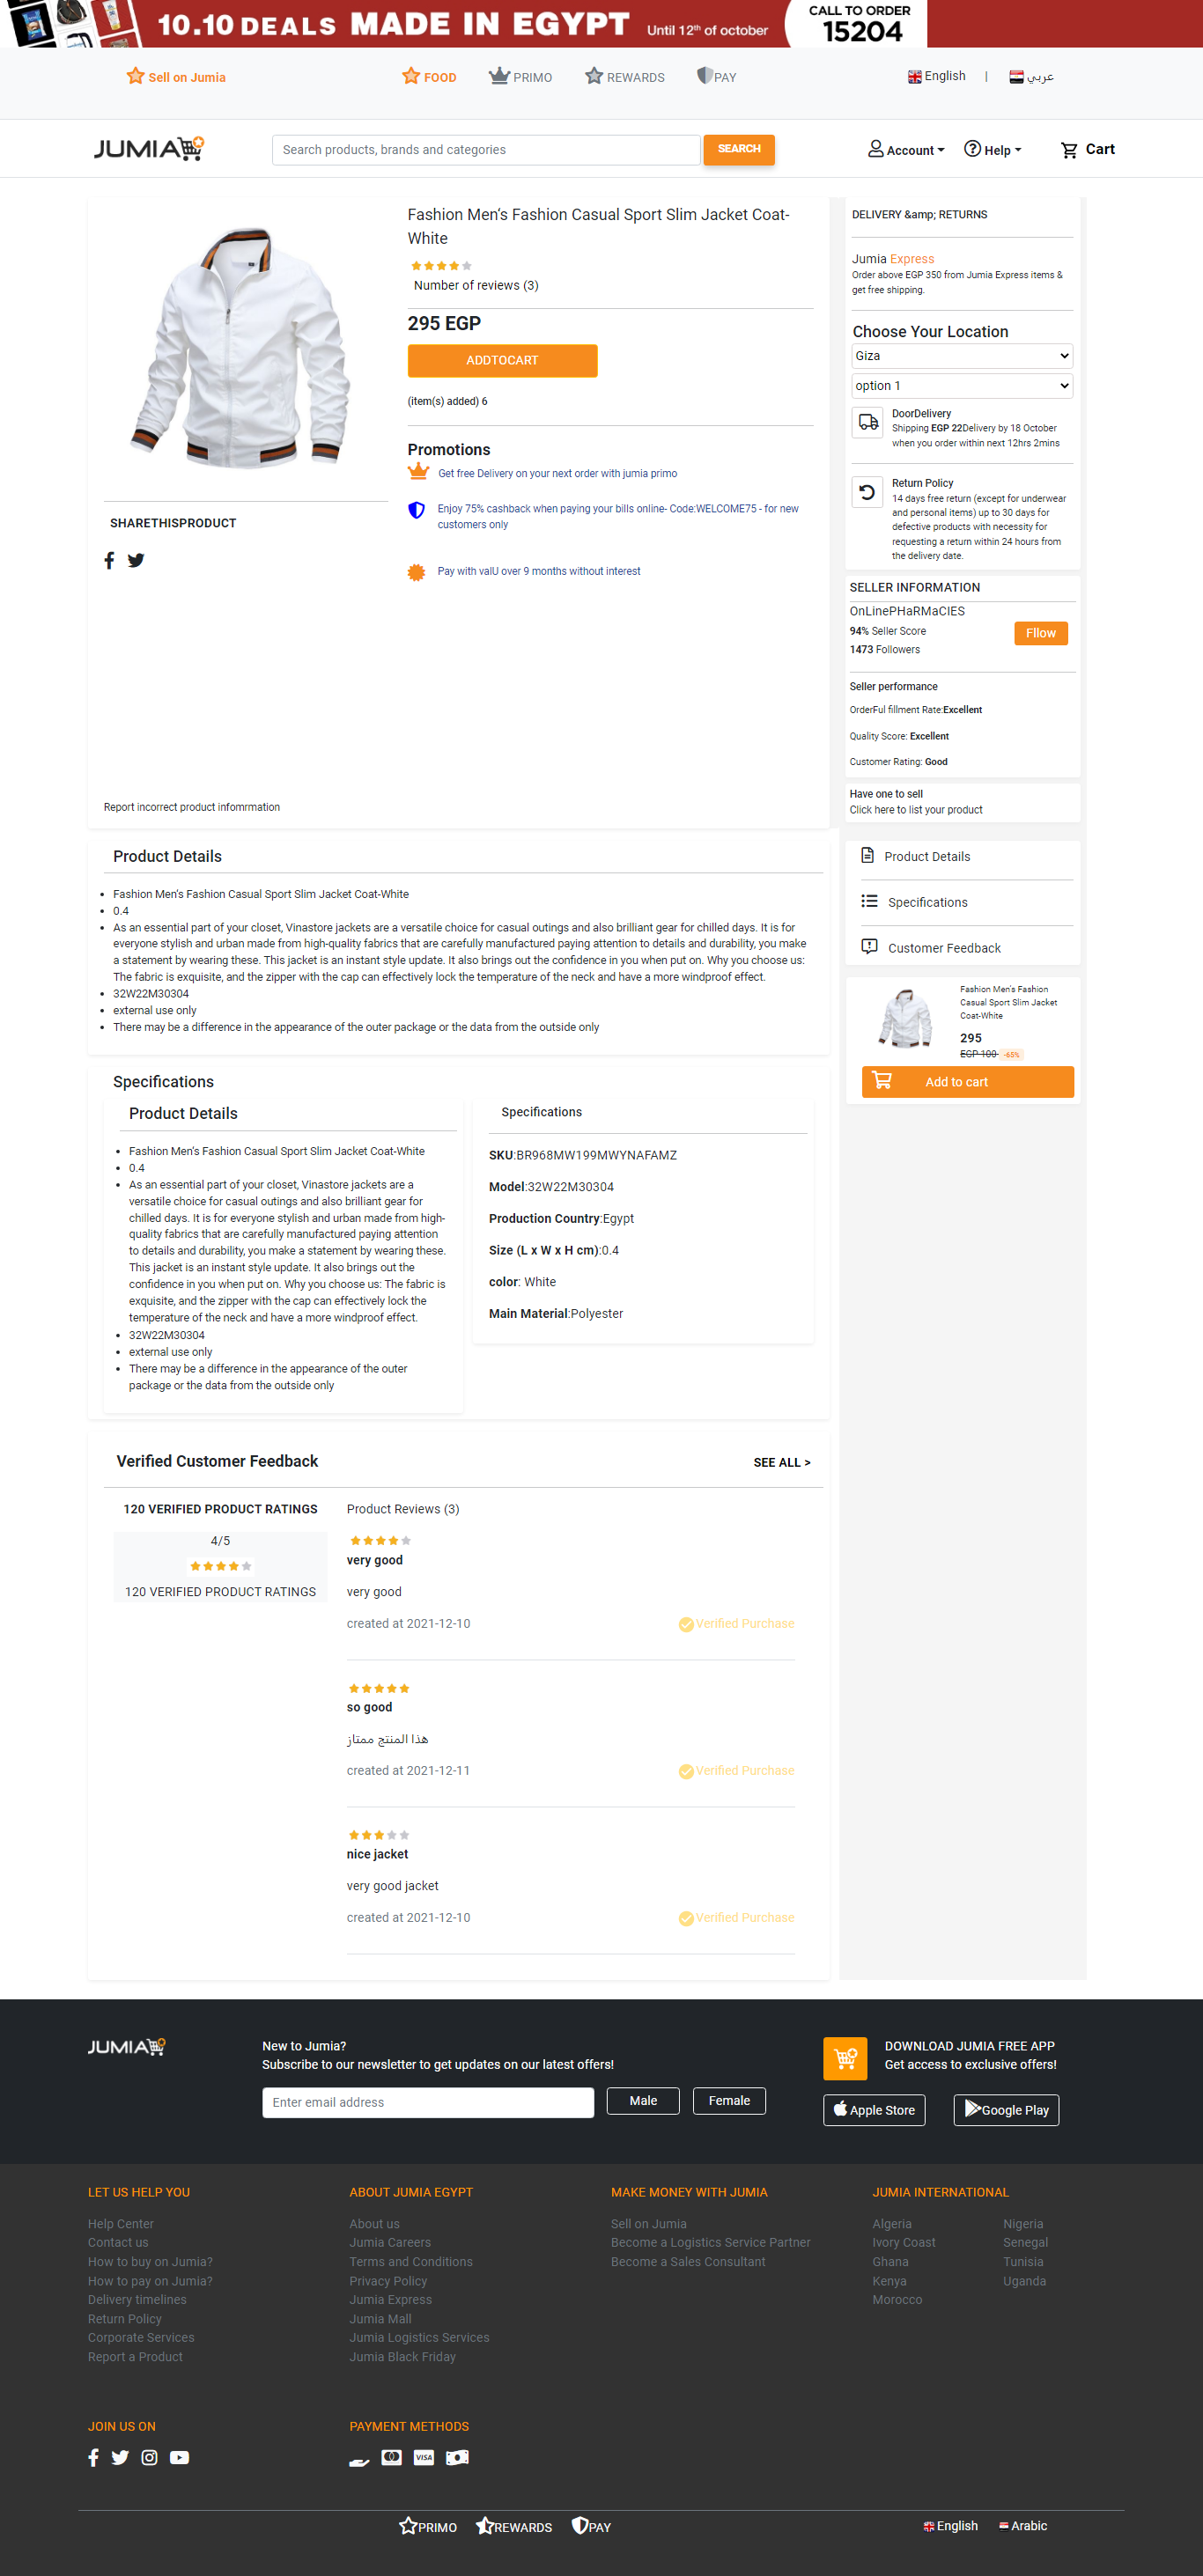 10.10 DEALS MADE IN EGYPT Until 12th of october CALL TO ORDER 15204
Sell on Jumia
FOOD PRIMO REWARDS PAY
English | عربي
JUMIA
Search products, brands and categories
SEARCH
Account Help Cart
Fashion Men's Fashion Casual Sport Slim Jacket Coat-
White
Number of reviews (3)
295 EGP
ADDTOCART
(item(s) added) 6
Promotions
Get free Delivery on your next order with jumia primo
Enjoy 75% cashback when paying your bills online- Code:WELCOME75 - for new
customers only
Pay with valU over 9 months without interest
SHARETHISPRODUCT
Report incorrect product infomrmation
DELIVERY &amp; RETURNS
Jumia Express
Order above EGP 350 from Jumia Express items &
get free shipping.
Choose Your Location
Giza
option 1
DoorDelivery
Shipping EGP 22Delivery by 18 October
when you order within next 12hrs 2mins
Return Policy
14 days free return (except for underwear
and personal items) up to 30 days for
defective products with necessity for
requesting a return within 24 hours from
the delivery date.
SELLER INFORMATION
OnLinePHaRMaCIES
94% Seller Score
1473 Followers
Fllow
Seller performance
OrderFul fillment Rate:Excellent
Quality Score: Excellent
Customer Rating: Good
Have one to sell
Click here to list your product
Product Details
Fashion Men's Fashion Casual Sport Slim Jacket Coat-White
0.4
As an essential part of your closet, Vinastore jackets are a versatile choice for casual outings and also brilliant gear for chilled days. It is for
everyone stylish and urban made from high-quality fabrics that are carefully manufactured paying attention to details and durability, you make
a statement by wearing these. This jacket is an instant style update. It also brings out the confidence in you when put on. Why you choose us:
The fabric is exquisite, and the zipper with the cap can effectively lock the temperature of the neck and have a more windproof effect.
32W22M30304
external use only
There may be a difference in the appearance of the outer package or the data from the outside only
Product Details
Specifications
Customer Feedback
Fashion Men's Fashion
Casual Sport Slim Jacket
Coat-White
295
EGP 100 -65%
Add to cart
Specifications
Product Details
Fashion Men's Fashion Casual Sport Slim Jacket Coat-White
0.4
As an essential part of your closet, Vinastore jackets are a
versatile choice for casual outings and also brilliant gear for
chilled days. It is for everyone stylish and urban made from high-
quality fabrics that are carefully manufactured paying attention
to details and durability, you make a statement by wearing these.
This jacket is an instant style update. It also brings out the
confidence in you when put on. Why you choose us: The fabric is
exquisite, and the zipper with the cap can effectively lock the
temperature of the neck and have a more windproof effect.
32W22M30304
external use only
There may be a difference in the appearance of the outer
package or the data from the outside only
Specifications
SKU:BR968MW199MWYNAFAMZ
Model:32W22M30304
Production Country:Egypt
Size (L x W x H cm):0.4
color: White
Main Material:Polyester
Verified Customer Feedback
SEE ALL >
120 VERIFIED PRODUCT RATINGS
4/5
120 VERIFIED PRODUCT RATINGS
Product Reviews (3)
very good
very good
created at 2021-12-10 Verified Purchase
so good
هذا المنتج ممتاز
created at 2021-12-11 Verified Purchase
nice jacket
very good jacket
created at 2021-12-10 Verified Purchase
JUMIA
New to Jumia?
Subscribe to our newsletter to get updates on our latest offers!
Enter email address
Male Female
DOWNLOAD JUMIA FREE APP
Get access to exclusive offers!
Apple Store Google Play
LET US HELP YOU
Help Center
Contact us
How to buy on Jumia?
How to pay on Jumia?
Delivery timelines
Return Policy
Corporate Services
Report a Product
ABOUT JUMIA EGYPT
About us
Jumia Careers
Terms and Conditions
Privacy Policy
Jumia Express
Jumia Mall
Jumia Logistics Services
Jumia Black Friday
MAKE MONEY WITH JUMIA
Sell on Jumia
Become a Logistics Service Partner
Become a Sales Consultant
JUMIA INTERNATIONAL
Algeria
Ivory Coast
Ghana
Kenya
Morocco
Nigeria
Senegal
Tunisia
Uganda
JOIN US ON
PAYMENT METHODS
VISA
PRIMO REWARDS PAY
English Arabic